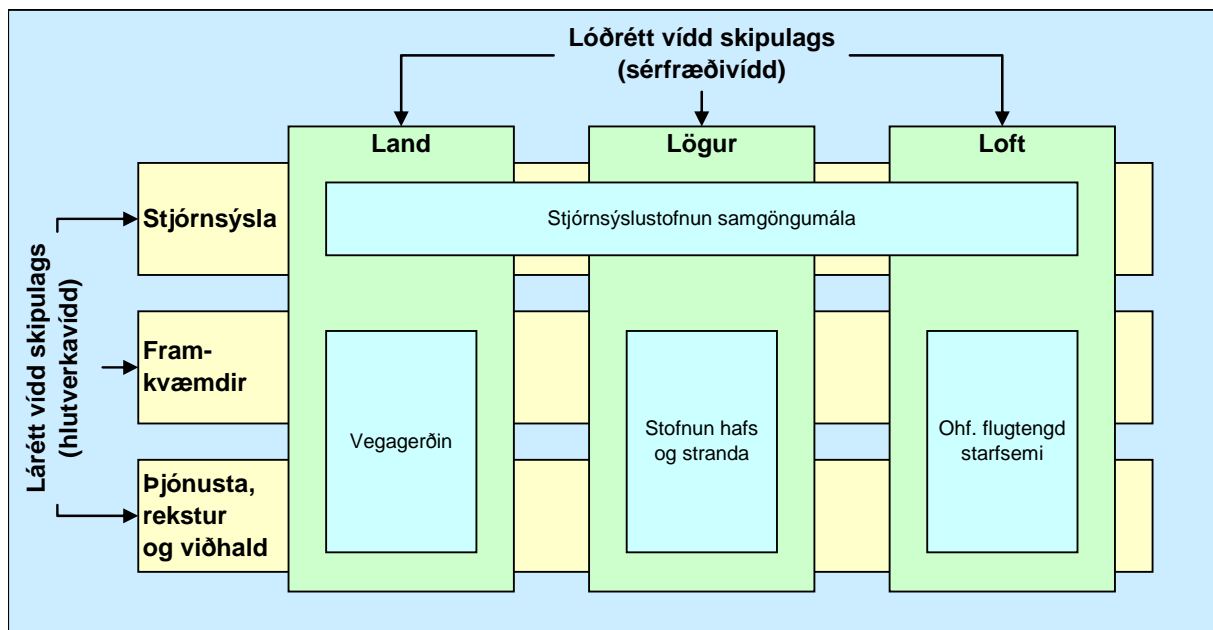 Lóðrétt vídd skipulags
(sérfræðivídd)
Land
Lögur
Loft
Lárétt vídd skipulags
(hlutverkavídd)
Stjórnsýsla
Stjórnsýslustofnun samgöngumála
Fram-
kvæmdir
Vegagerðin
Stofnun hafs
og stranda
Ohf. flugtengd
starfsemi
Þjónusta,
rekstur
og viðhald